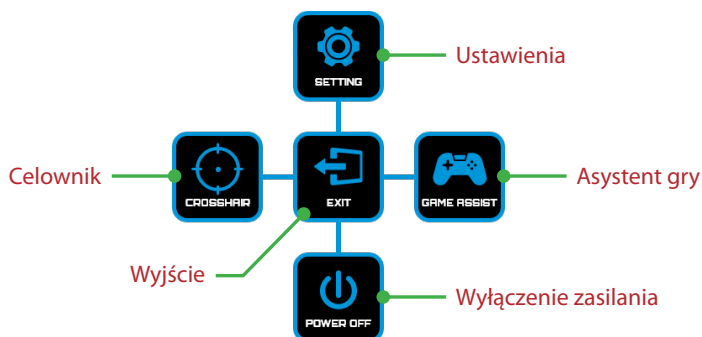 SETTING
Ustawienia
Celownik
CROSSHAIR
EXIT
GAME ASSIST
Asystent gry
Wyjście
POWER OFF
Wyłączenie zasilania